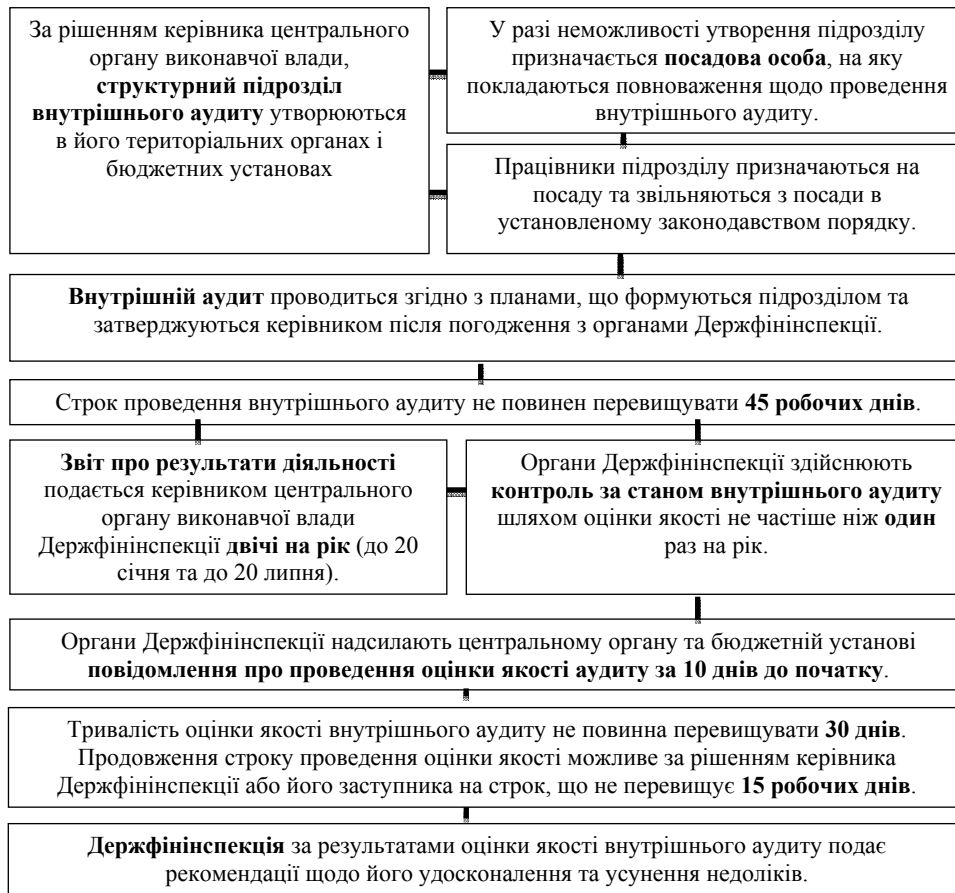 За рішенням керівника центрального
органу виконавчої влади,
структурний підрозділ
внутрішнього аудиту утворюються
в його територіальних органах і
бюджетних установах
У разі неможливості утворення підрозділу
призначається посадова особа, на яку
покладаються повноваження щодо проведення
внутрішнього аудиту.
Працівники підрозділу призначаються на
посаду та звільняються з посади в
установленому законодавством порядку.
Внутрішній аудит проводиться згідно з планами, що формуються підрозділом та
затверджуються керівником після погодження з органами Держфінінспекції.
Строк проведення внутрішнього аудиту не повинен перевищувати 45 робочих днів.
Звіт про результати діяльності
подається керівником центрального
органу виконавчої влади
Держфінінспекції двічі на рік (до 20
січня та до 20 липня).
Органи Держфінінспекції здійснюють
контроль за станом внутрішнього аудиту
шляхом оцінки якості не частіше ніж один
раз на рік.
Органи Держфінінспекції надсилають центральному органу та бюджетній установі
повідомлення про проведення оцінки якості аудиту за 10 днів до початку.
Тривалість оцінки якості внутрішнього аудиту не повинна перевищувати 30 днів.
Продовження строку проведення оцінки якості можливе за рішенням керівника
Держфінінспекції або його заступника на строк, що не перевищує 15 робочих днів.
Держфінінспекція за результатами оцінки якості внутрішнього аудиту подає
рекомендації щодо його удосконалення та усунення недоліків.